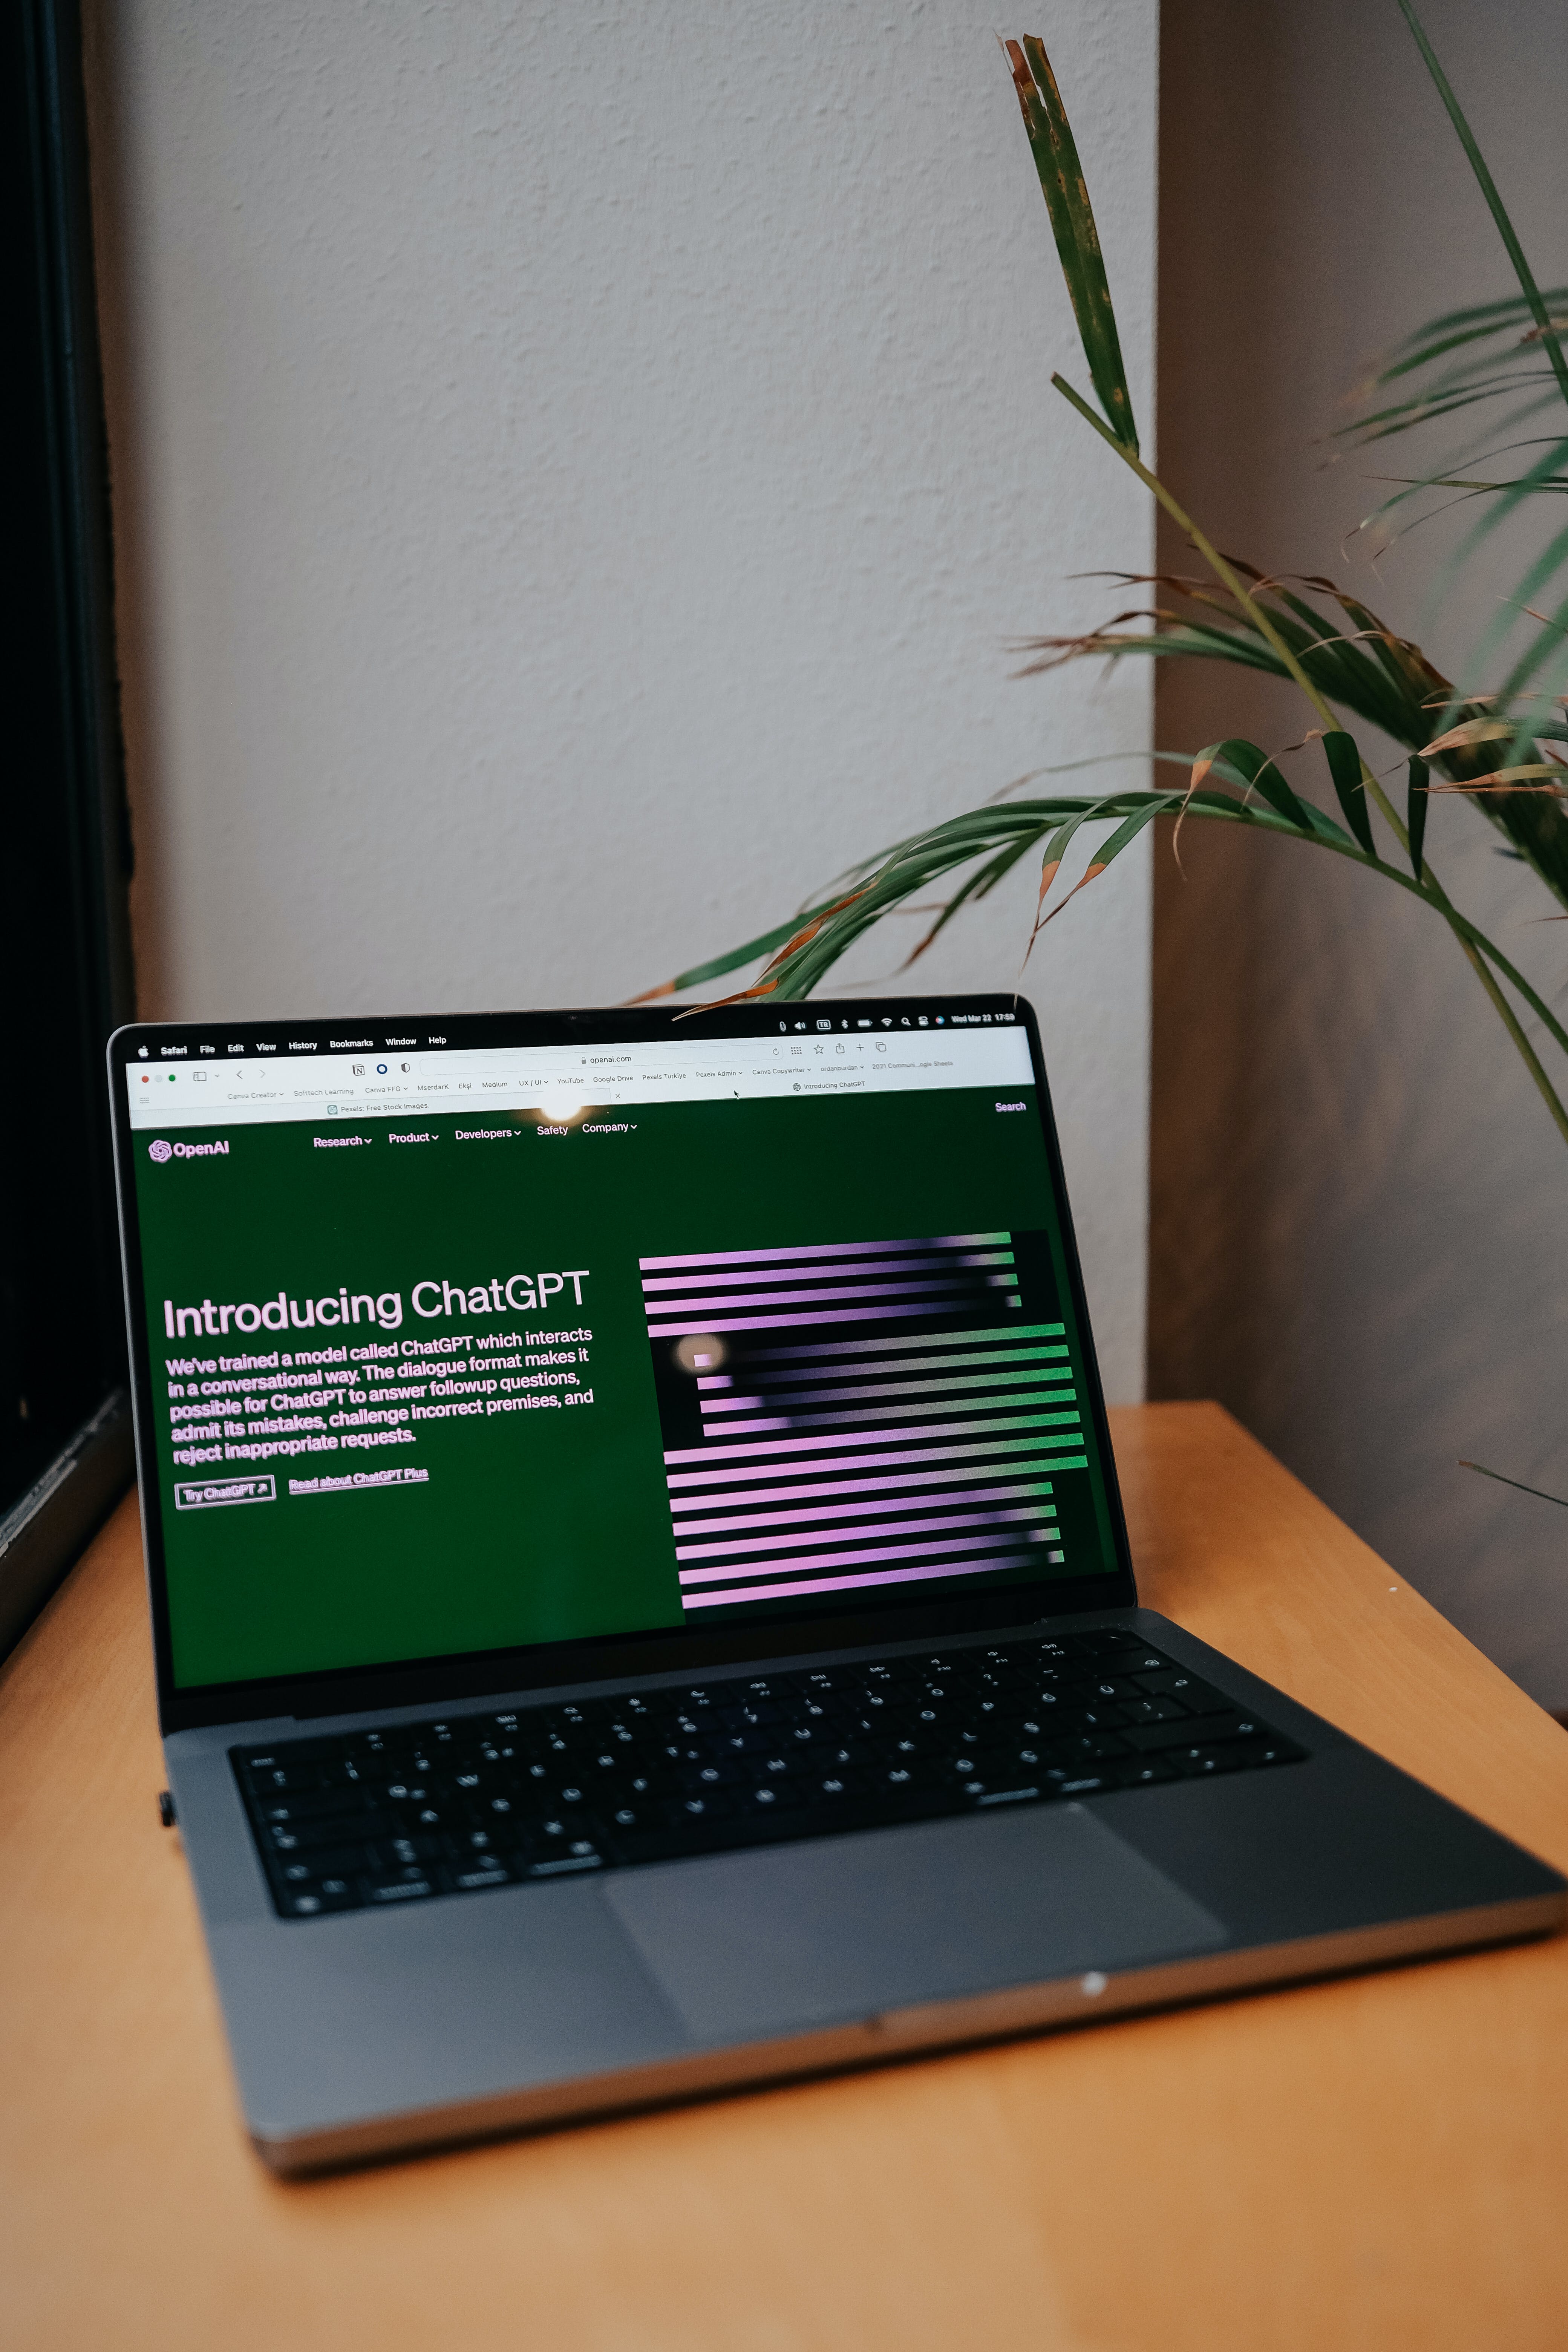 Safari File Edit View History Bookmarks Window Help
TR Wed Mar 22 17:59
openai.com
Canva Creator Softtech Learning Canva FFG MserdarK Ekşi Medium UX / UI YouTube Google Drive Pexels Turkiye Pexels Admin Canva Copywriter ordanburdan 2021 Communi...ogie Sheets
Pexels: Free Stock Images
Introducing ChatGPT
OpenAI Research Product Developers Safety Company Search
Introducing ChatGPT
We've trained a model called ChatGPT which interacts
in a conversational way. The dialogue format makes it
possible for ChatGPT to answer followup questions,
admit its mistakes, challenge incorrect premises, and
reject inappropriate requests.
Try ChatGPT ↗ Read about ChatGPT Plus